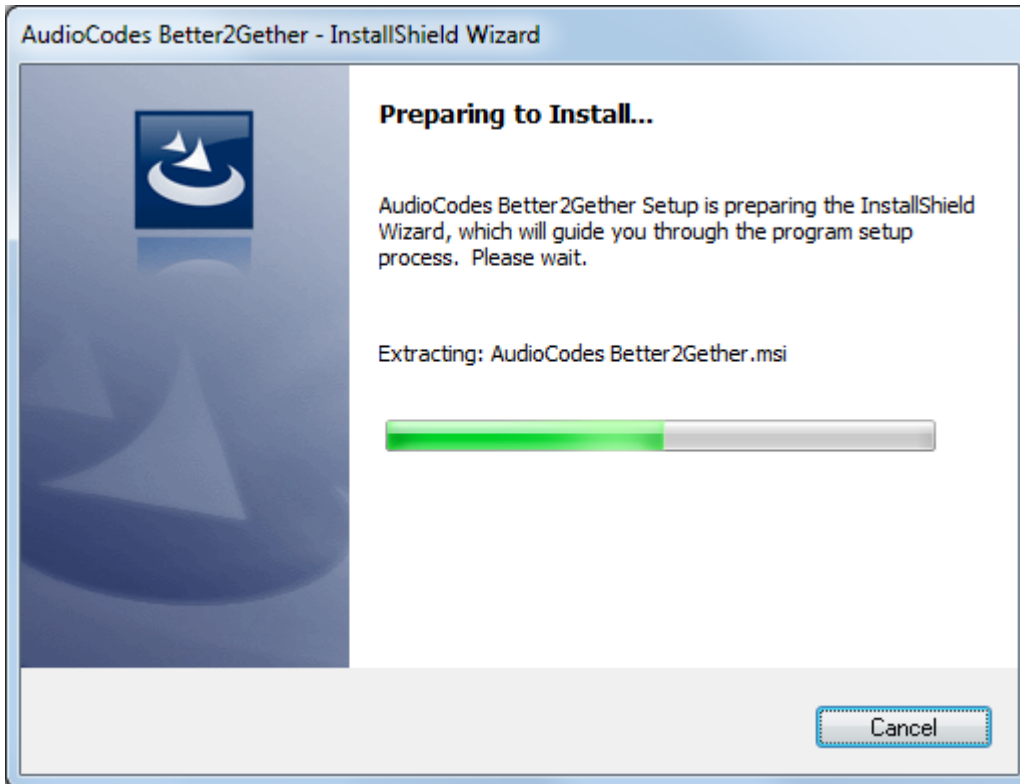 AudioCodes Better2Gether - InstallShield Wizard
Preparing to Install...
AudioCodes Better2Gether Setup is preparing the InstallShield
Wizard, which will guide you through the program setup
process.  Please wait.
Extracting: AudioCodes Better2Gether.msi
Cancel